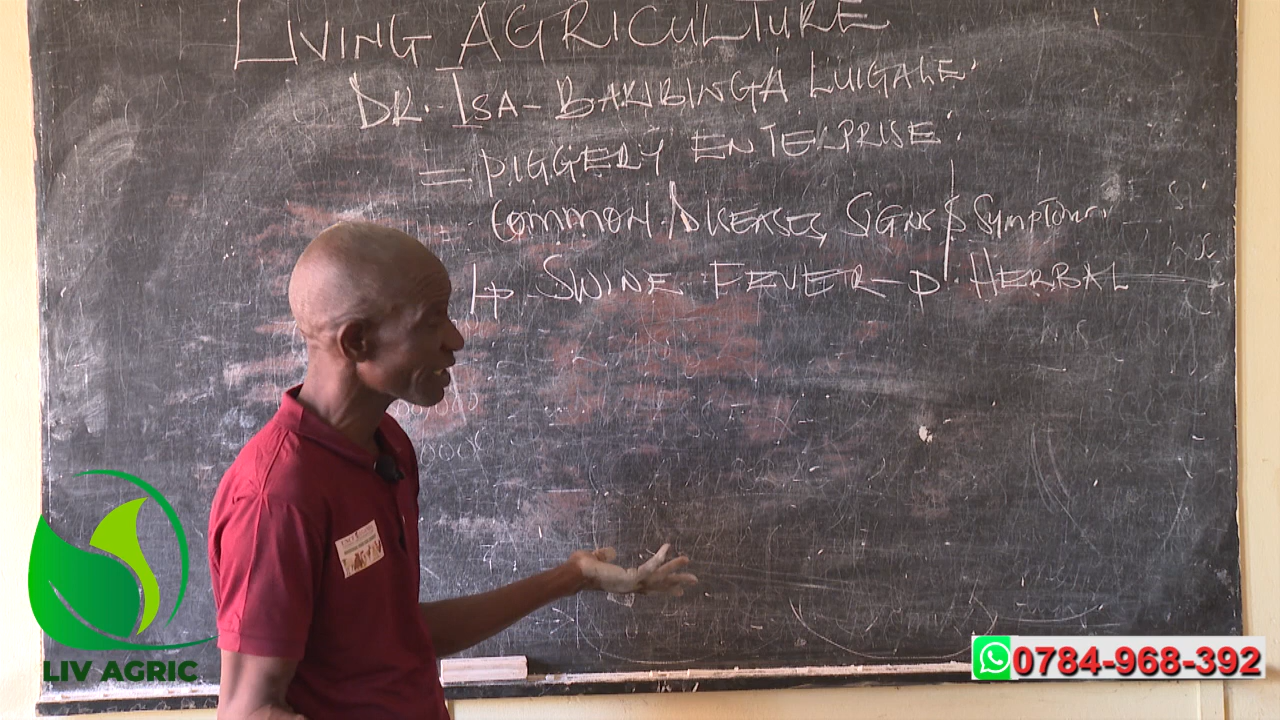 LIVING AGRICULTURE
DR. ISA - BAKIBINGA LUIGALE.
= PIGGERY ENTERPRISE:
COMMON DISEASES, SIGNS $ Symptom
SWINE FEVER HERBAL
LIV AGRIC
0784-968-392